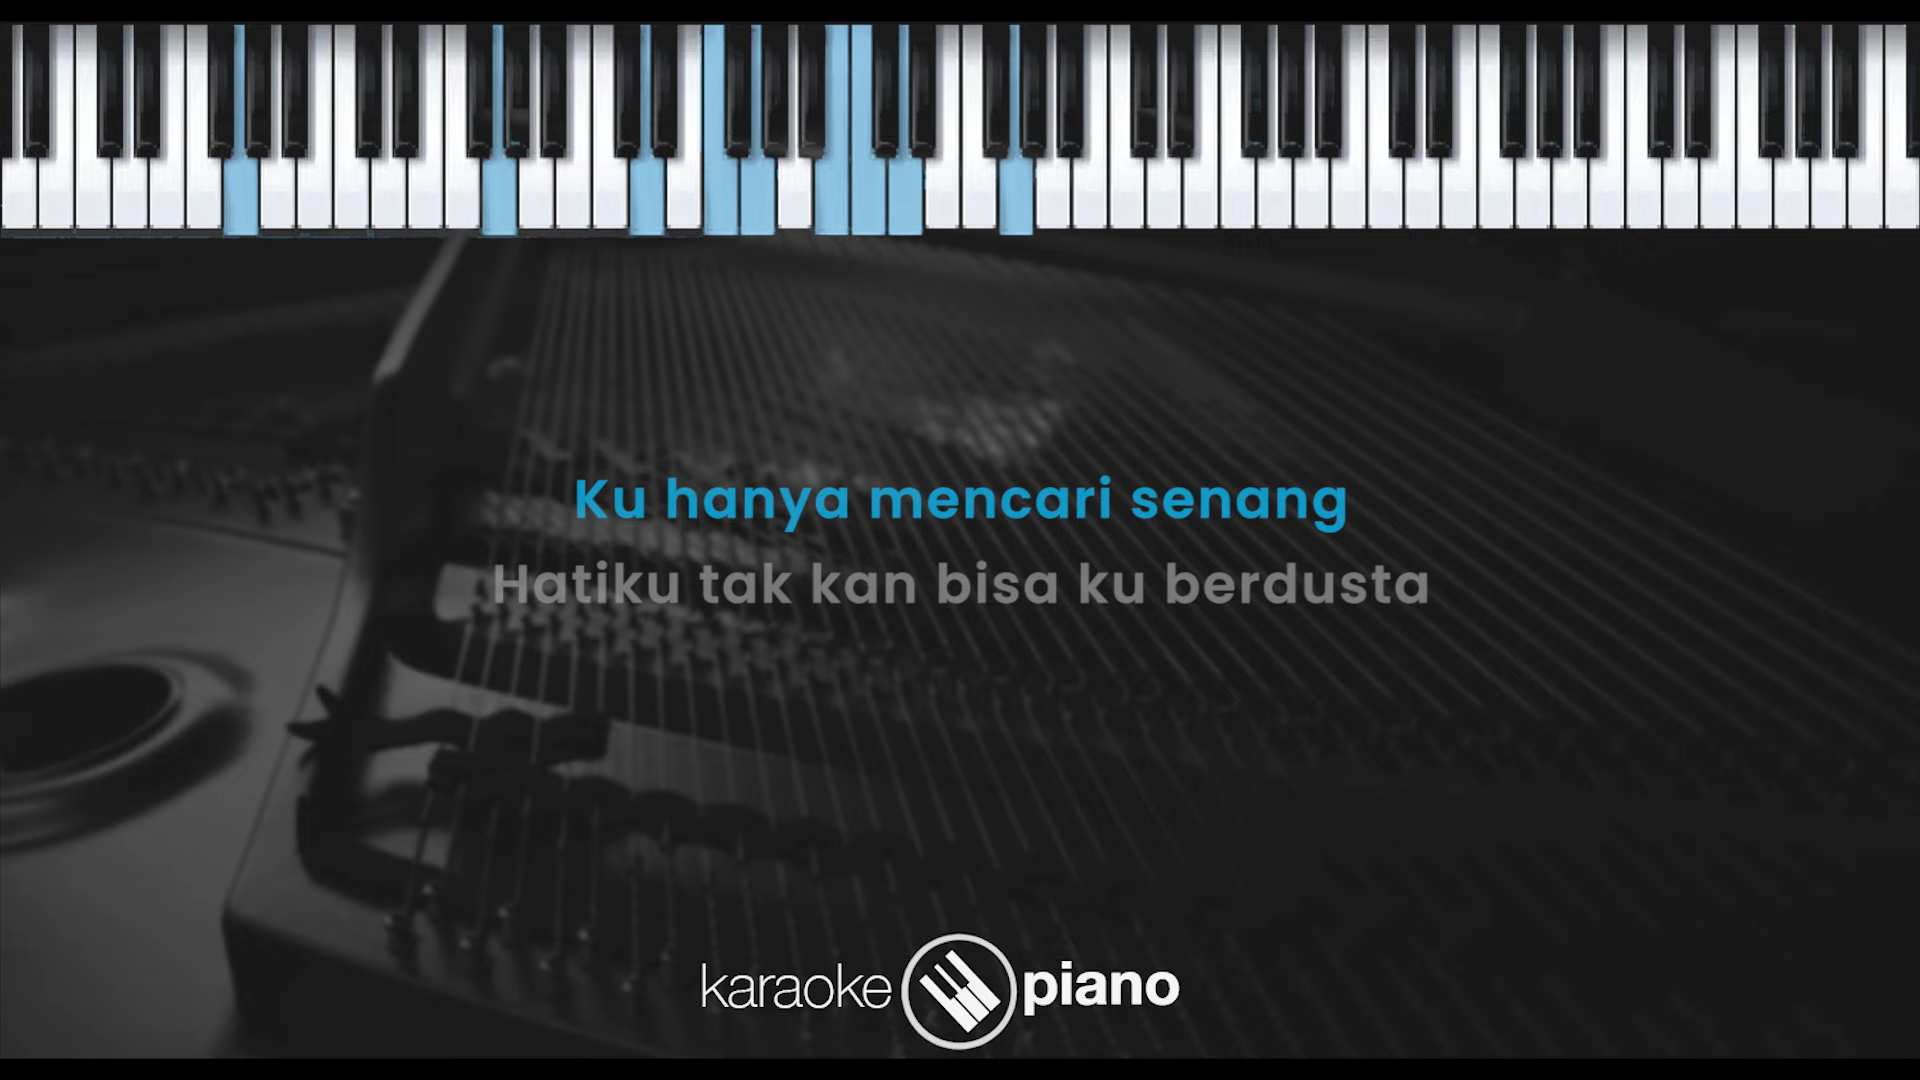 Ku hanya mencari senang
Hatiku tak kan bisa ku berdusta
karaoke piano